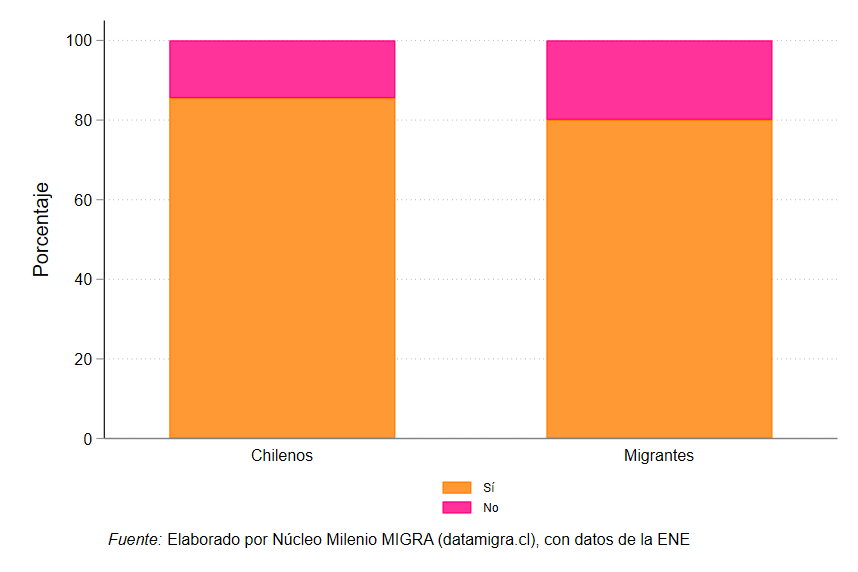 Porcentaje
100
80
60
40
20
0
Chilenos
Migrantes
Sí
No
Fuente: Elaborado por Núcleo Milenio MIGRA (datamigra.cl), con datos de la ENE